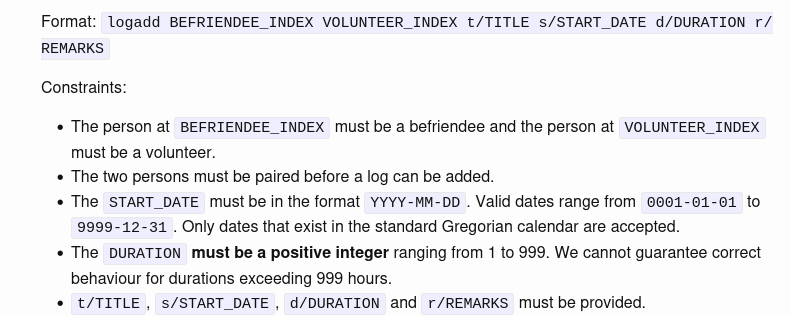 Format: logadd BEFRIENDEE_INDEX VOLUNTEER_INDEX t/TITLE s/START_DATE d/DURATION r/
REMARKS
Constraints:
• The person at BEFRIENDEE_INDEX must be a befriendee and the person at VOLUNTEER_INDEX
must be a volunteer.
• The two persons must be paired before a log can be added.
• The START_DATE must be in the format YYYY-MM-DD. Valid dates range from 0001-01-01 to
9999-12-31. Only dates that exist in the standard Gregorian calendar are accepted.
• The DURATION must be a positive integer ranging from 1 to 999. We cannot guarantee correct
behaviour for durations exceeding 999 hours.
• t/TITLE, s/START_DATE, d/DURATION and r/REMARKS must be provided.